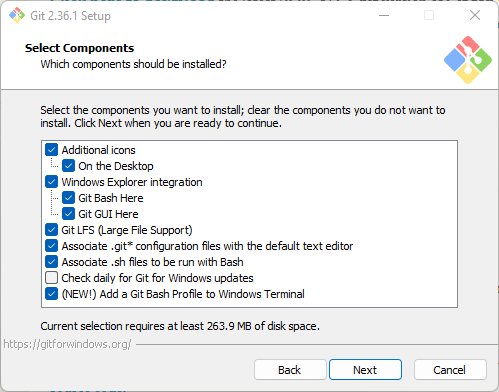 Git 2.36.1 Setup
Select Components
Which components should be installed?
Select the components you want to install; clear the components you do not want to
install. Click Next when you are ready to continue.
Additional icons
On the Desktop
Windows Explorer integration
Git Bash Here
Git GUI Here
Git LFS (Large File Support)
Associate .git* configuration files with the default text editor
Associate .sh files to be run with Bash
Check daily for Git for Windows updates
(NEW!) Add a Git Bash Profile to Windows Terminal
Current selection requires at least 263.9 MB of disk space.
https://gitforwindows.org/
Back Next Cancel